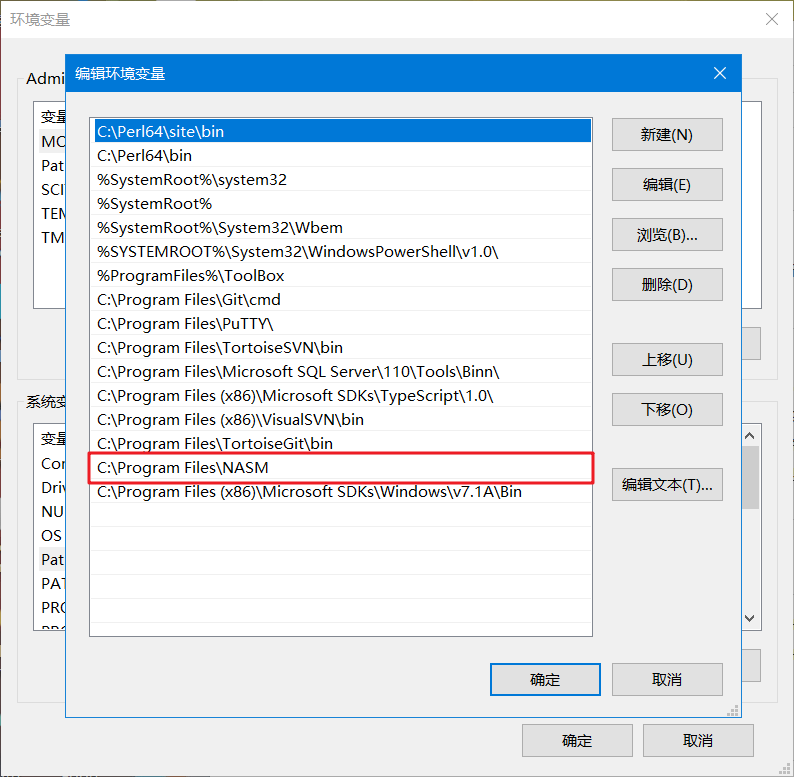 环境变量
编辑环境变量
Admi
变量
MO
Pat
SCI
TEM
TM
C:\Perl64\site\bin
C:\Perl64\bin
%SystemRoot%\system32
%SystemRoot%
%SystemRoot%\System32\Wbem
%SYSTEMROOT%\System32\WindowsPowerShell\v1.0\
%ProgramFiles%\ToolBox
C:\Program Files\Git\cmd
C:\Program Files\PuTTY\
C:\Program Files\TortoiseSVN\bin
C:\Program Files\Microsoft SQL Server\110\Tools\Binn\
C:\Program Files (x86)\Microsoft SDKs\TypeScript\1.0\
C:\Program Files (x86)\VisualSVN\bin
C:\Program Files\TortoiseGit\bin
C:\Program Files\NASM
C:\Program Files (x86)\Microsoft SDKs\Windows\v7.1A\Bin
新建(N)
编辑(E)
浏览(B)...
删除(D)
上移(U)
下移(O)
编辑文本(T)...
系统变
变量
Cor
Driv
NU
OS
Pat
PAT
PRO
确定
取消
确定
取消